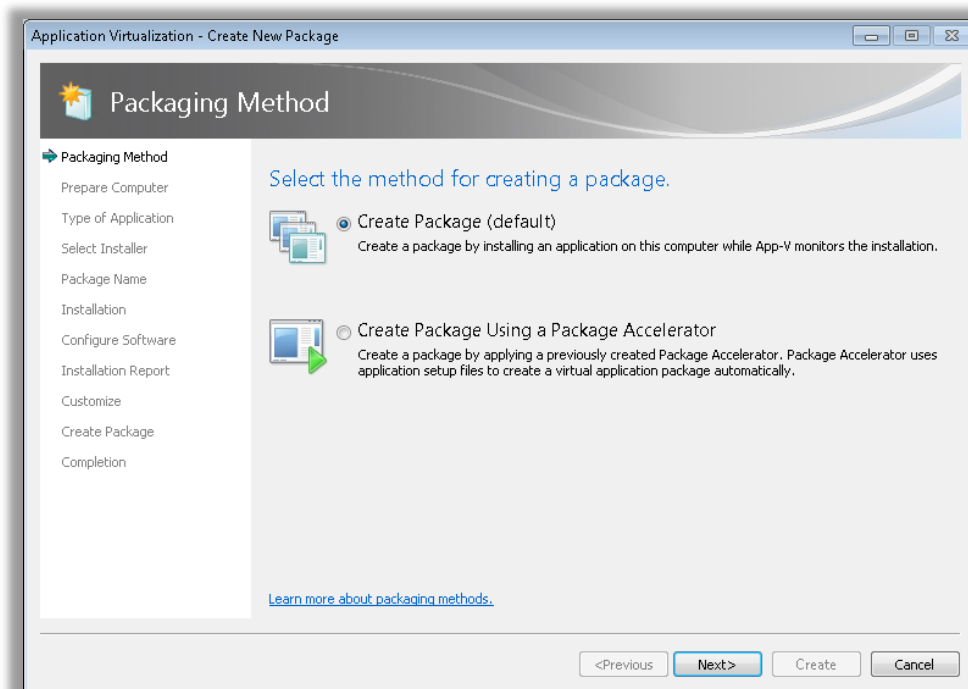 Application Virtualization - Create New Package
Packaging Method
Packaging Method
Prepare Computer
Type of Application
Select Installer
Package Name
Installation
Configure Software
Installation Report
Customize
Create Package
Completion
Select the method for creating a package.
Create Package (default)
Create a package by installing an application on this computer while App-V monitors the installation.
Create Package Using a Package Accelerator
Create a package by applying a previously created Package Accelerator. Package Accelerator uses
application setup files to create a virtual application package automatically.
Learn more about packaging methods.
<Previous
Next>
Create
Cancel